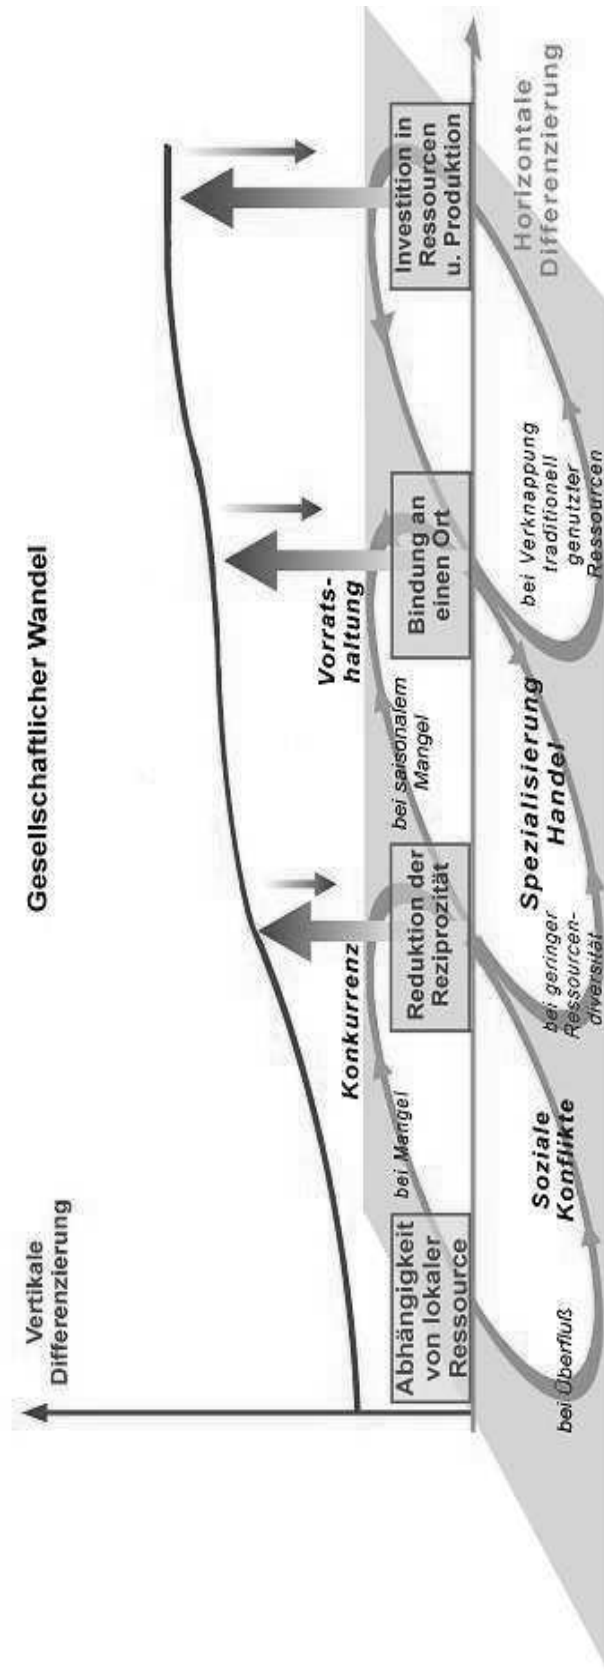 Gesellschaftlicher Wandel
Vertikale
Differenzierung
Konkurrenz
Vorrats-
haltung
bei Mangel
bei saisonalem
Mangel
Abhängigkeit
von lokaler
Ressource
Reduktion der
Reziprozität
Bindung an
einen Ort
Investition in
Ressourcen
u. Produktion
bei Überfluß
Soziale
Konflikte
bei geringer
Ressourcen-
diversität
Spezialisierung
Handel
bei Verknappung
traditionell
genutzter
Ressourcen
Horizontale
Differenzierung